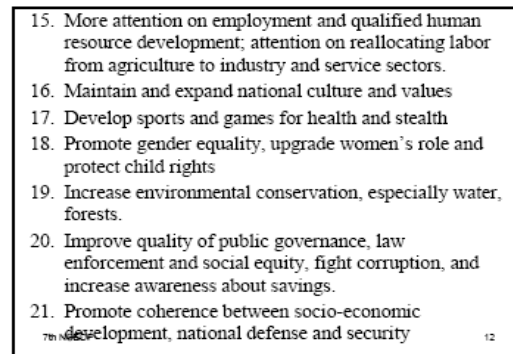 15. More attention on employment and qualified human
resource development; attention on reallocating labor
from agriculture to industry and service sectors.
16. Maintain and expand national culture and values
17. Develop sports and games for health and stealth
18. Promote gender equality, upgrade women's role and
protect child rights
19. Increase environmental conservation, especially water,
forests.
20. Improve quality of public governance, law
enforcement and social equity, fight corruption, and
increase awareness about savings.
21. Promote coherence between socio-economic
development, national defense and security
7th
12